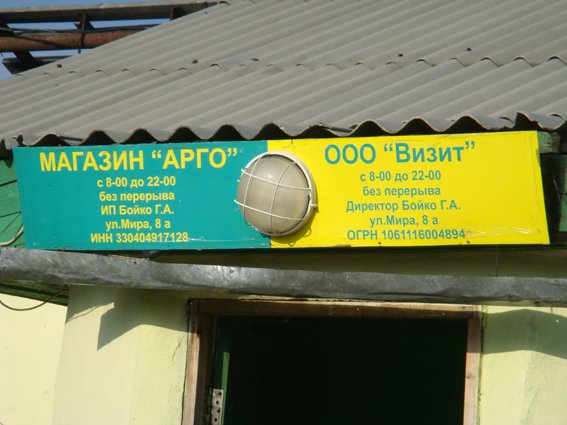 МАГАЗИН “АРГО”
с 8-00 до 22-00
без перерыва
ИП Бойко Г.А.
ул.Мира, 8 а
ИНН 330404917128
ООО “Визит”
с 8-00 до 22-00
без перерыва
Директор Бойко Г.А.
ул.Мира, 8 а
ОГРН 1061116004894